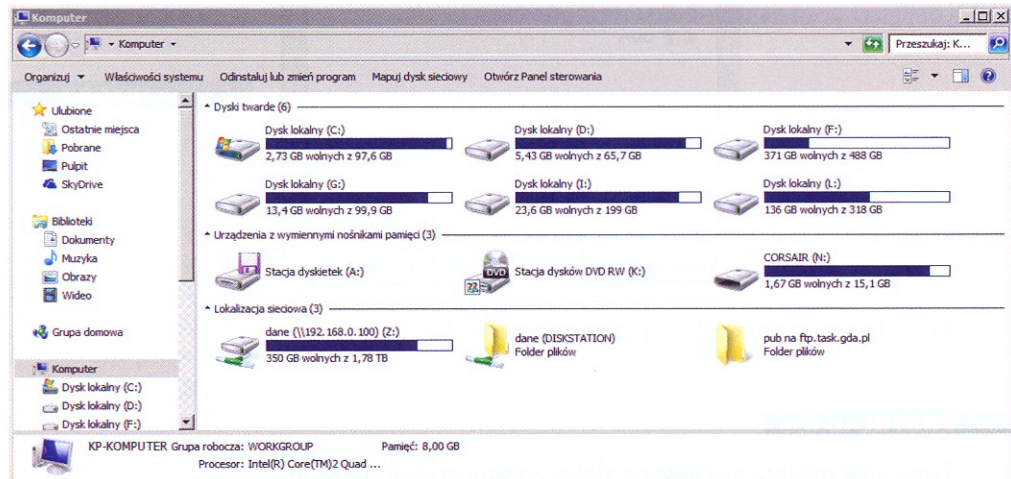 Komputer
Komputer
Przeszukaj: K...
Organizuj Właściwości systemu Odinstaluj lub zmień program Mapuj dysk sieciowy Otwórz Panel sterowania
Ulubione
Ostatnie miejsca
Pobrane
Pulpit
SkyDrive
Biblioteki
Dokumenty
Muzyka
Obrazy
Wideo
Grupa domowa
Komputer
Dysk lokalny (C:)
Dysk lokalny (D:)
Dysk lokalny (F:)
Dyski twarde (6)
Dysk lokalny (C:)
2,73 GB wolnych z 97,6 GB
Dysk lokalny (D:)
5,43 GB wolnych z 65,7 GB
Dysk lokalny (F:)
371 GB wolnych z 488 GB
Dysk lokalny (G:)
13,4 GB wolnych z 99,9 GB
Dysk lokalny (I:)
23,6 GB wolnych z 199 GB
Dysk lokalny (L:)
136 GB wolnych z 318 GB
Urządzenia z wymiennymi nośnikami pamięci (3)
Stacja dyskietek (A:)
DVD
Stacja dysków DVD RW (K:)
CORSAIR (N:)
1,67 GB wolnych z 15,1 GB
Lokalizacja sieciowa (3)
dane (\\192.168.0.100) (Z:)
350 GB wolnych z 1,78 TB
dane (DISKSTATION)
Folder plików
pub na ftp.task.gda.pl
Folder plików
KP-KOMPUTER Grupa robocza: WORKGROUP Pamięć: 8,00 GB
Procesor: Intel(R) Core(TM)2 Quad ...